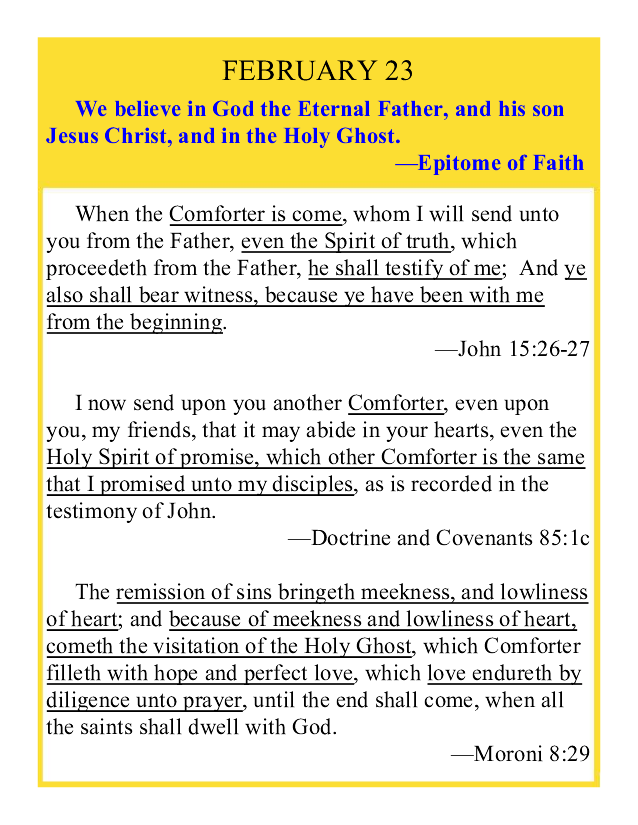 FEBRUARY 23
We believe in God the Eternal Father, and his son
Jesus Christ, and in the Holy Ghost.
—Epitome of Faith
When the Comforter is come, whom I will send unto
you from the Father, even the Spirit of truth, which
proceedeth from the Father, he shall testify of me;  And ye
also shall bear witness, because ye have been with me
from the beginning.
—John 15:26-27
I now send upon you another Comforter, even upon
you, my friends, that it may abide in your hearts, even the
Holy Spirit of promise, which other Comforter is the same
that I promised unto my disciples, as is recorded in the
testimony of John.
—Doctrine and Covenants 85:1c
The remission of sins bringeth meekness, and lowliness
of heart; and because of meekness and lowliness of heart,
cometh the visitation of the Holy Ghost, which Comforter
filleth with hope and perfect love, which love endureth by
diligence unto prayer, until the end shall come, when all
the saints shall dwell with God.
—Moroni 8:29